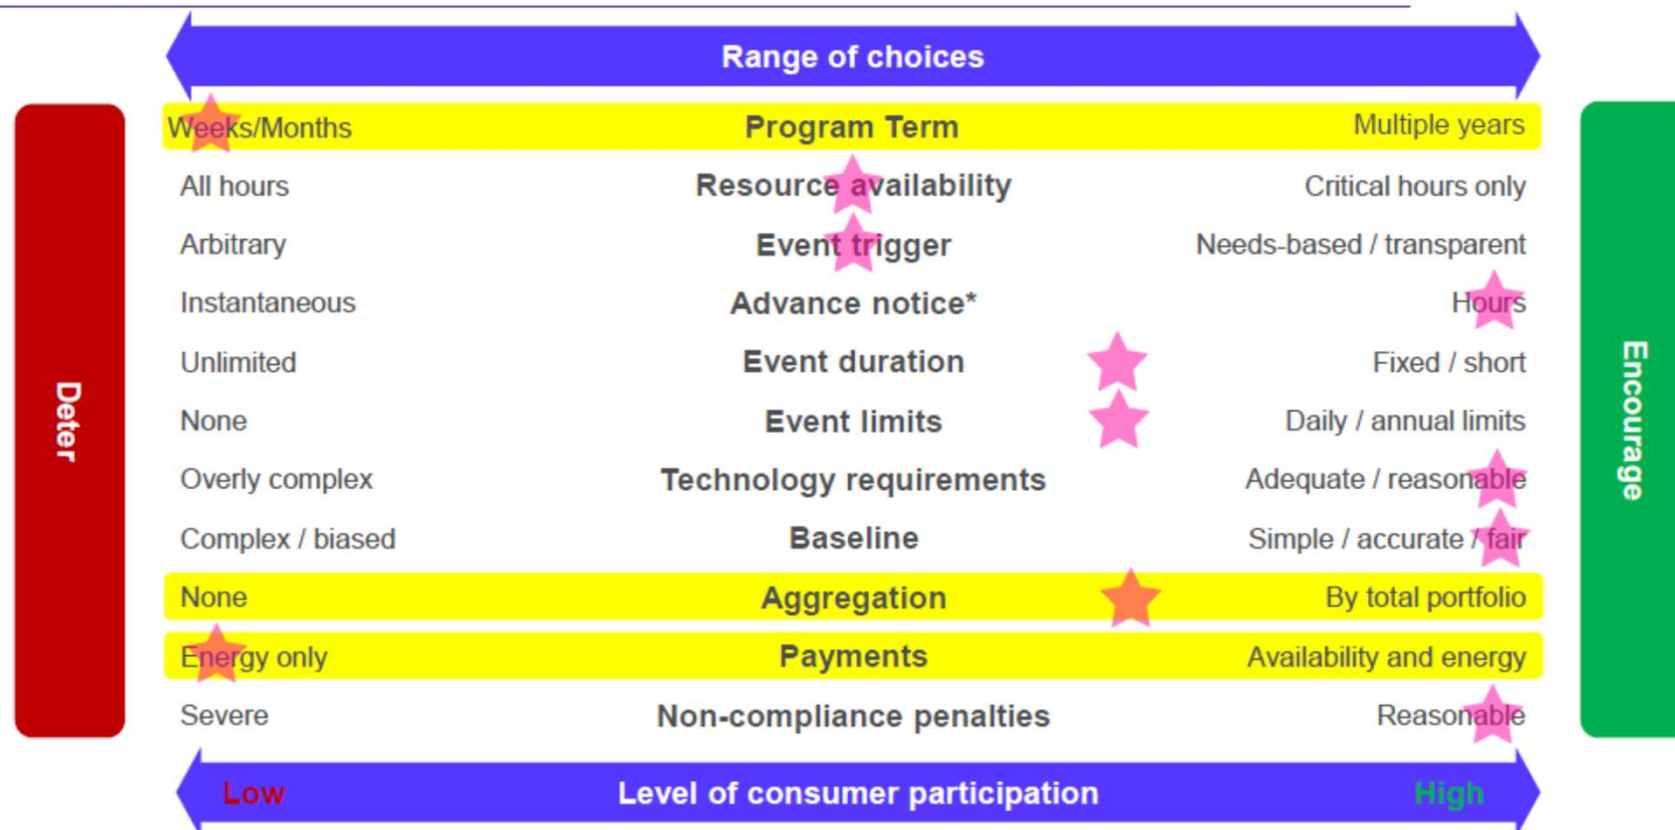 Range of choices
Weeks/Months Program Term Multiple years
All hours Resource availability Critical hours only
Arbitrary Event trigger Needs-based / transparent
Instantaneous Advance notice* Hours
Unlimited Event duration Fixed / short
None Event limits Daily / annual limits
Overly complex Technology requirements Adequate / reasonable
Complex / biased Baseline Simple / accurate / fair
None Aggregation By total portfolio
Energy only Payments Availability and energy
Severe Non-compliance penalties Reasonable
Low Level of consumer participation High
Deter
Encourage